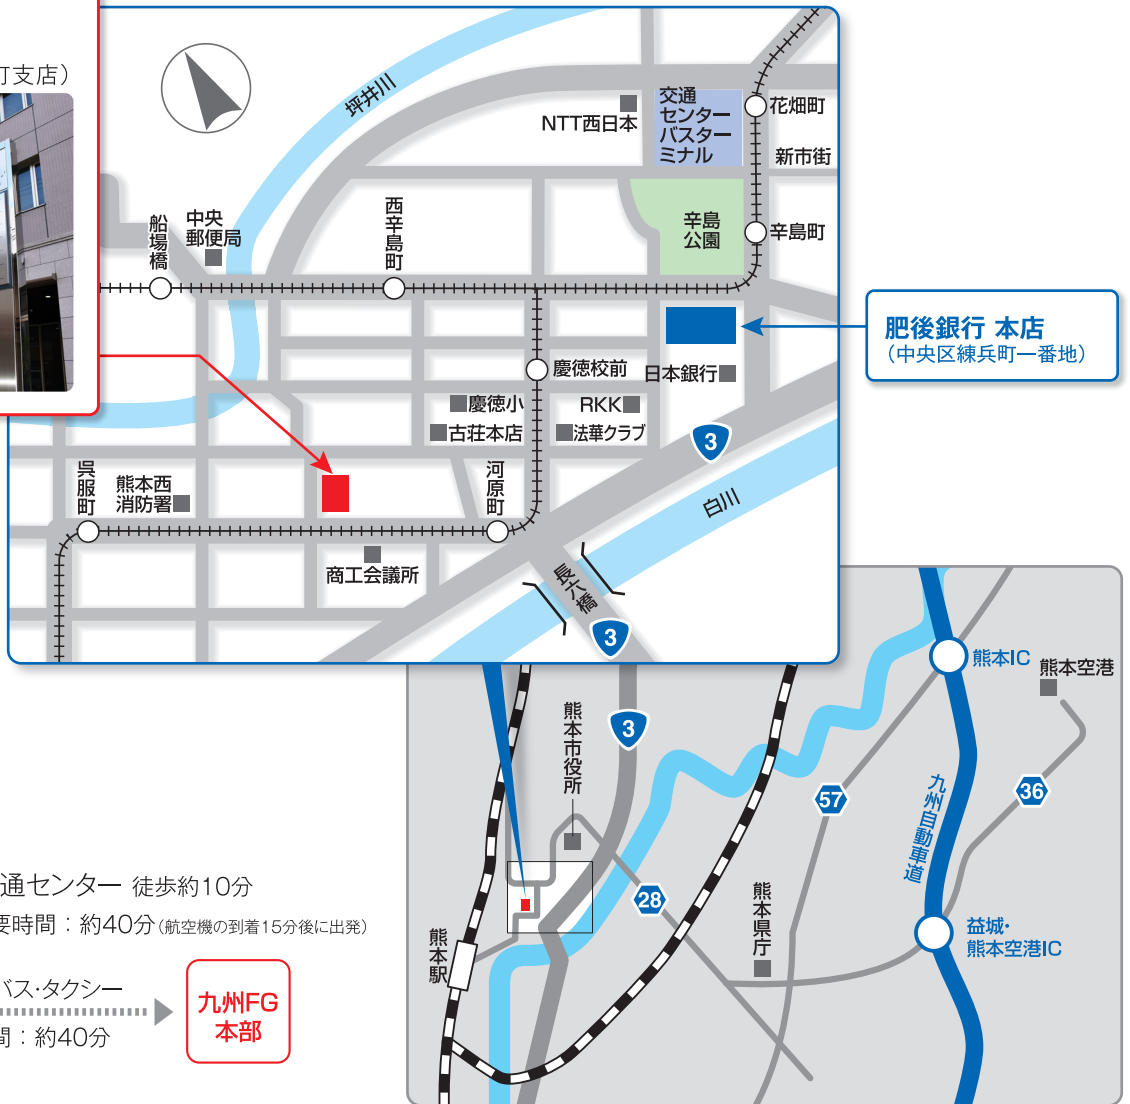 町支店）
坪井川
NTT西日本
交通
センター
バスター
ミナル
花畑町
新市街
辛島
公園
辛島町
船場橋
中央
郵便局
西辛島町
肥後銀行 本店
（中央区練兵町一番地）
慶徳校前
日本銀行
慶徳小
RKK
古荘本店
法華クラブ
3
呉服町
熊本西
消防署
河原町
白川
商工会議所
長六橋
3
熊本IC
熊本空港
熊本市役所
3
57
36
九州自動車道
28
熊本県庁
熊本駅
益城・
熊本空港IC
通センター 徒歩約10分
要時間：約40分（航空機の到着15分後に出発）
バス・タクシー
間：約40分
九州FG
本部